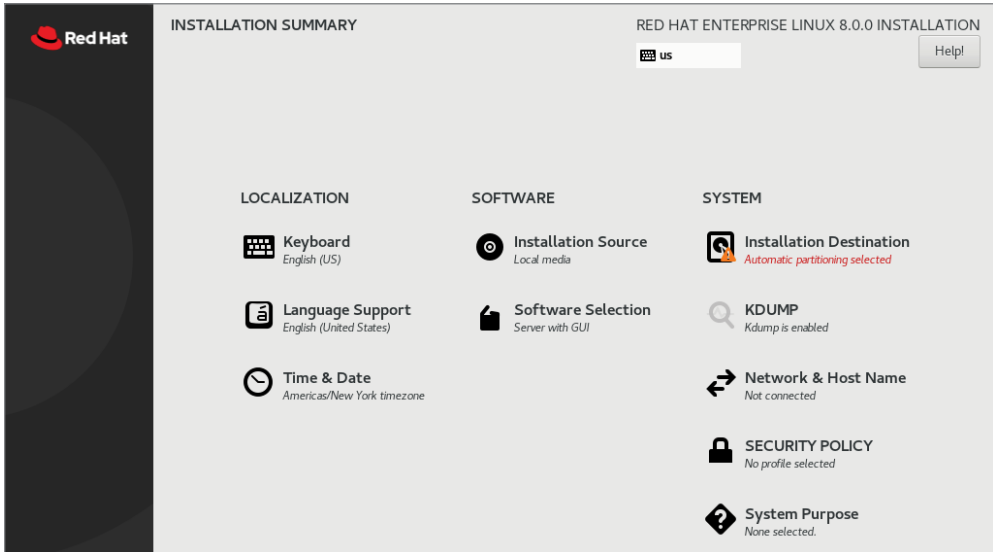 Red Hat
INSTALLATION SUMMARY
RED HAT ENTERPRISE LINUX 8.0.0 INSTALLATION
us
Help!
LOCALIZATION
Keyboard
English (US)
Language Support
English (United States)
Time & Date
Americas/New York timezone
SOFTWARE
Installation Source
Local media
Software Selection
Server with GUI
SYSTEM
Installation Destination
Automatic partitioning selected
KDUMP
Kdump is enabled
Network & Host Name
Not connected
SECURITY POLICY
No profile selected
System Purpose
None selected.